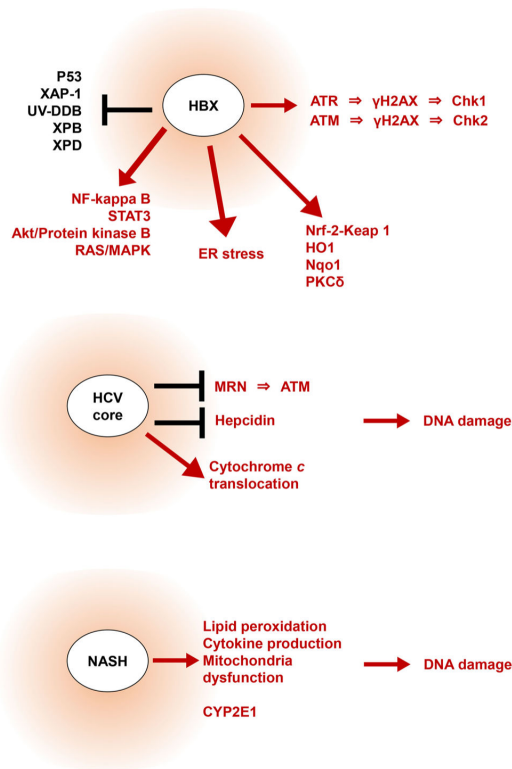 P53
XAP-1
UV-DDB
XPB
XPD
HBX
ATR ⇒ γH2AX ⇒ Chk1
ATM ⇒ γH2AX ⇒ Chk2
NF-kappa B
STAT3
Akt/Protein kinase B
RAS/MAPK
ER stress
Nrf-2-Keap 1
HO1
Nqo1
PKCδ
HCV
core
MRN ⇒ ATM
Hepcidin
Cytochrome c
translocation
DNA damage
NASH
Lipid peroxidation
Cytokine production
Mitochondria
dysfunction
CYP2E1
DNA damage